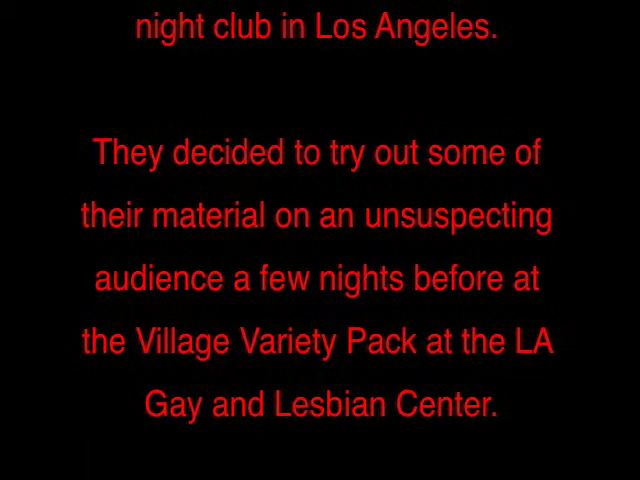 night club in Los Angeles.
They decided to try out some of
their material on an unsuspecting
audience a few nights before at
the Village Variety Pack at the LA
Gay and Lesbian Center.